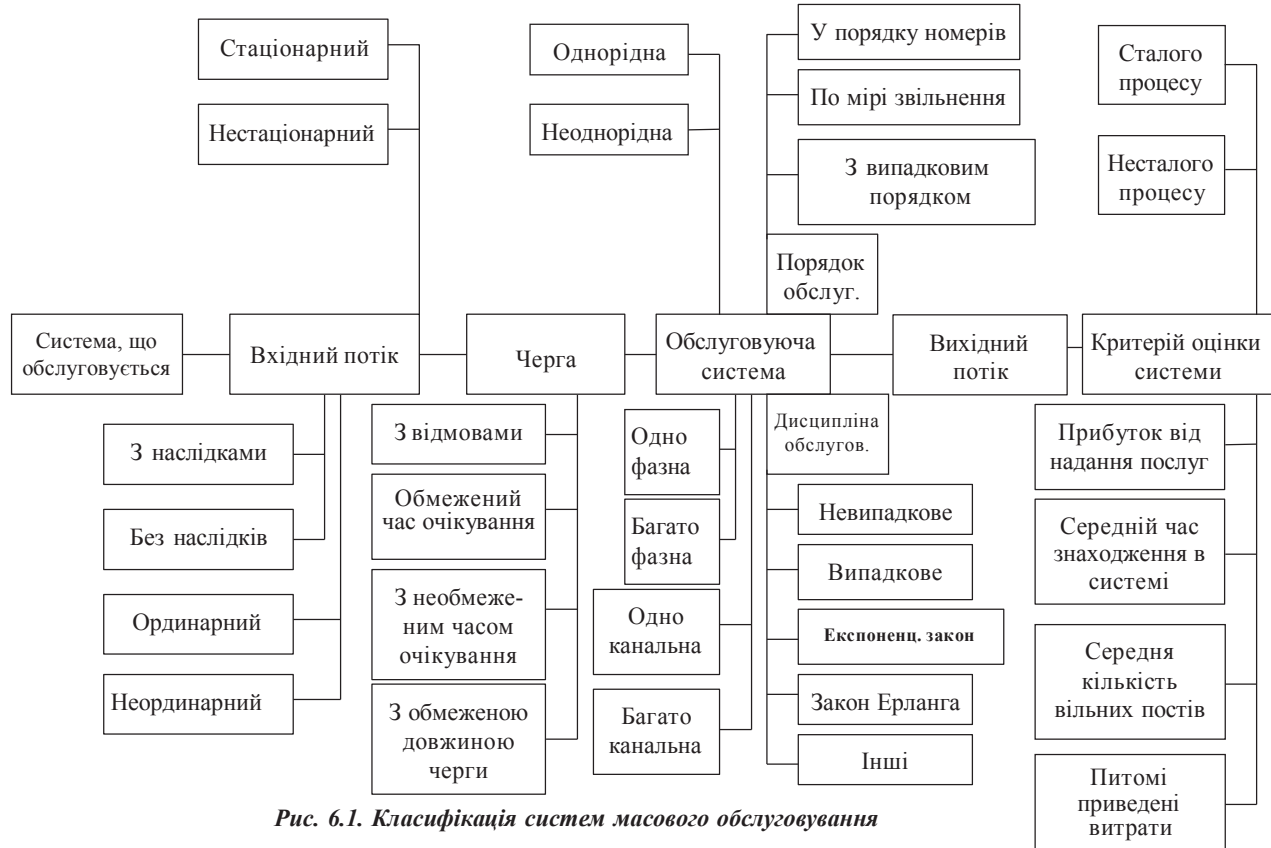 Стаціонарний
Нестаціонарний
Однорідна
Неоднорідна
У порядку номерів
По мірі звільнення
З випадковим
порядком
Порядок
обслуг.
Сталого
процесу
Несталого
процесу
Система, що
обслуговується
Вхідний потік
Черга
Обслуговуюча
система
Вихідний
потік
Критерій оцінки
системи
З наслідками
Без наслідків
Ординарний
Неординарний
З відмовами
Обмежений
час очікування
З необмеже-
ним часом
очікування
З обмеженою
довжиною
черги
Одно
фазна
Багато
фазна
Одно
канальна
Багато
канальна
Дисципліна
обслугов.
Невипадкове
Випадкове
Експоненц. закон
Закон Ерланга
Інші
Прибуток від
надання послуг
Середній час
знаходження в
системі
Середня
кількість
вільних постів
Питомі
приведені
витрати
Рис. 6.1. Класифікація систем масового обслуговування